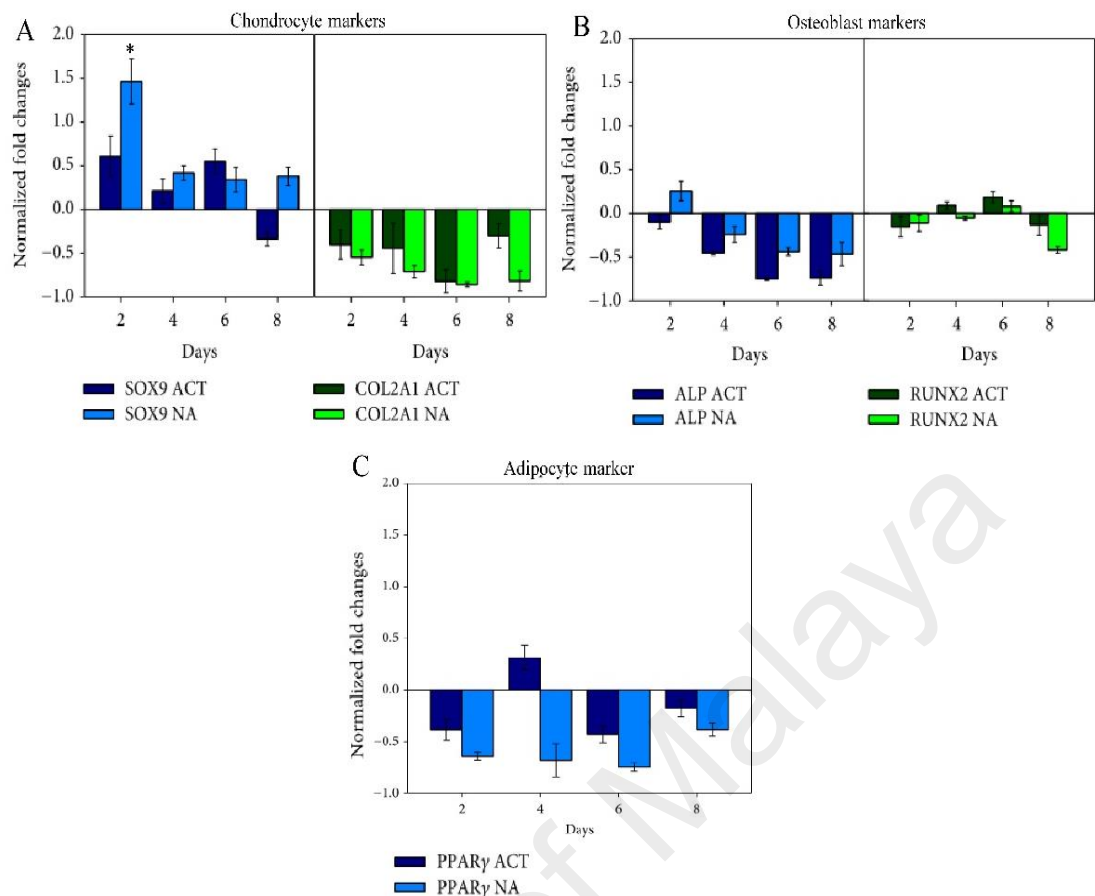 A
Chondrocyte markers
2.0
1.5
1.0
0.5
0.0
−0.5
−1.0
Normalized fold changes
*
2 4 6 8 2 4 6 8
Days Days
SOX9 ACT COL2A1 ACT
SOX9 NA COL2A1 NA
B
Osteoblast markers
2.0
1.5
1.0
0.5
0.0
−0.5
−1.0
Normalized fold changes
2 4 6 8 2 4 6 8
Days Days
ALP ACT RUNX2 ACT
ALP NA RUNX2 NA
C
Adipocyte marker
2.0
1.5
1.0
0.5
0.0
−0.5
−1.0
Normalized fold changes
2 4 6 8
Days
PPARγ ACT
PPARγ NA
of Malaya